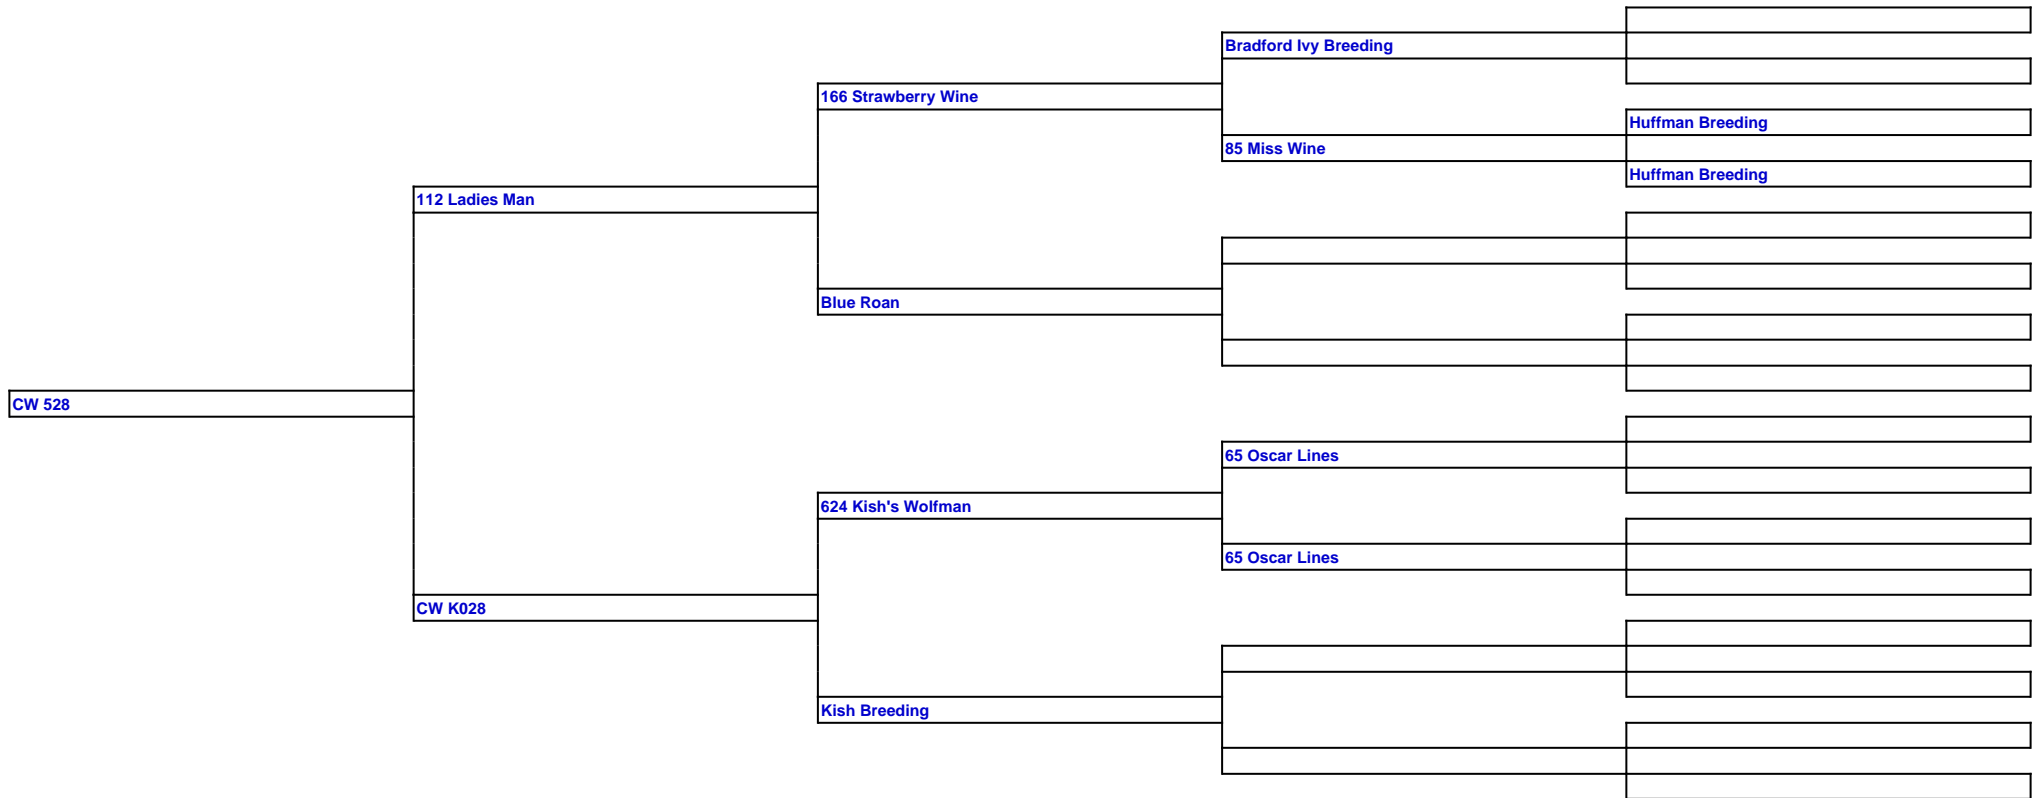 Bradford Ivy Breeding
166 Strawberry Wine
Huffman Breeding
85 Miss Wine
Huffman Breeding
112 Ladies Man
Blue Roan
CW 528
65 Oscar Lines
624 Kish's Wolfman
65 Oscar Lines
CW K028
Kish Breeding